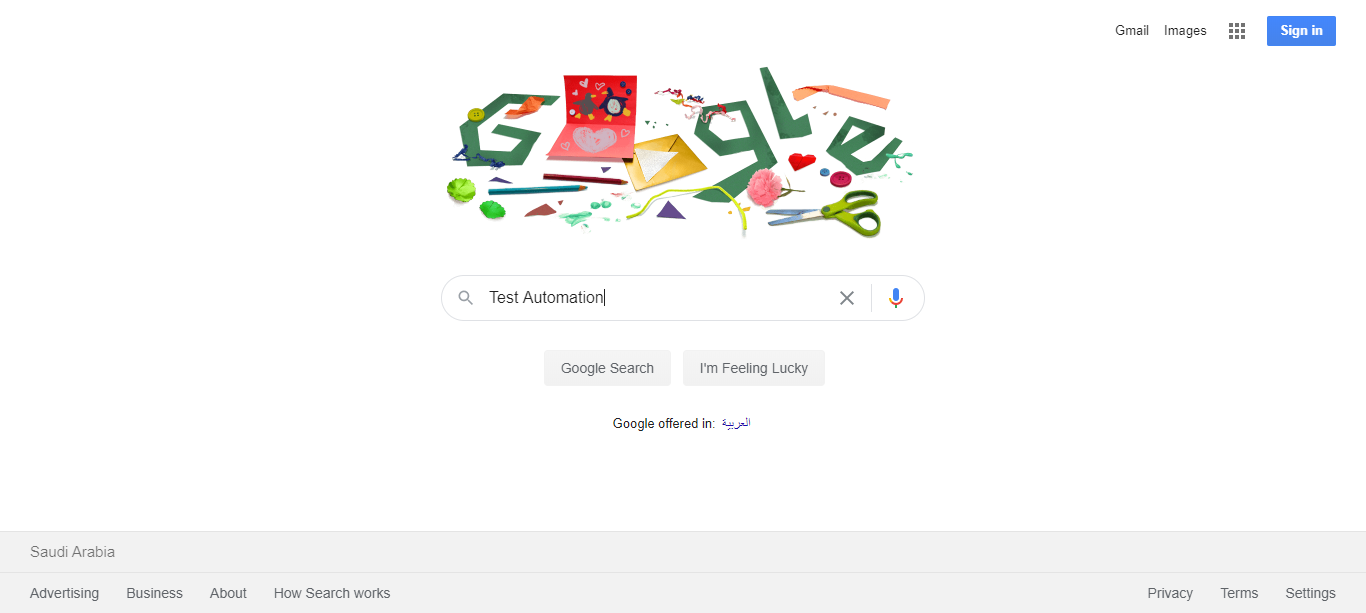 Gmail Images Sign in
Google
Test Automation
Google Search I'm Feeling Lucky
Google offered in: العربية
Saudi Arabia
Advertising Business About How Search works Privacy Terms Settings